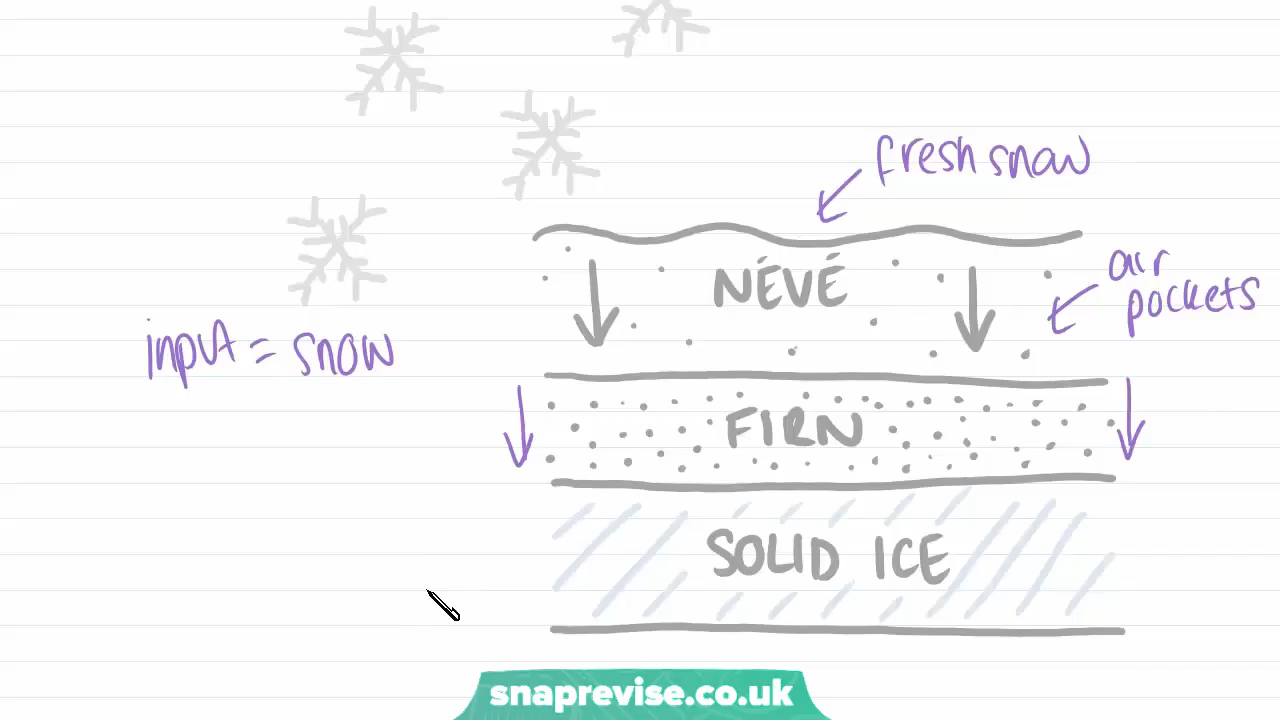 fresh snow
NÉVÉ
air
pockets
input = snow
FIRN
SOLID ICE
snaprevise.co.uk